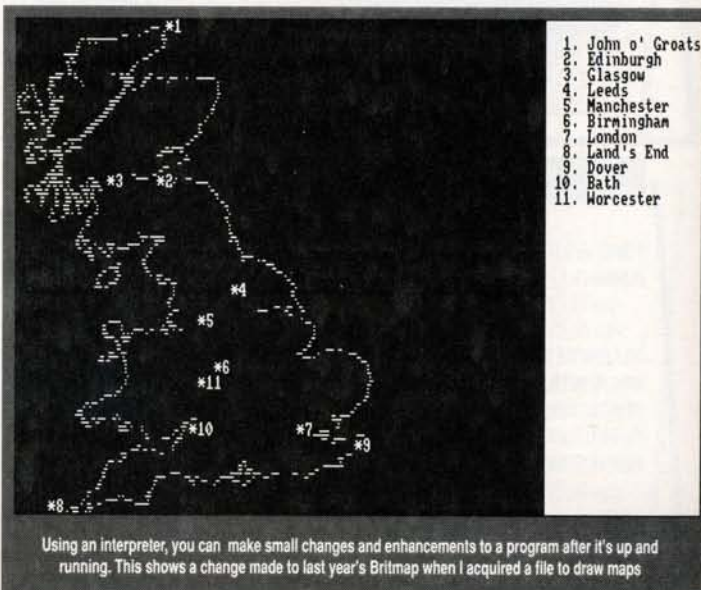 *1
*3
*2
*4
*5
*6
*11
*10
*7
*9
*8
1. John o' Groats
2. Edinburgh
3. Glasgow
4. Leeds
5. Manchester
6. Birmingham
7. London
8. Land's End
9. Dover
10. Bath
11. Worcester
Using an interpreter, you can make small changes and enhancements to a program after it's up and
running. This shows a change made to last year's Britmap when I acquired a file to draw maps